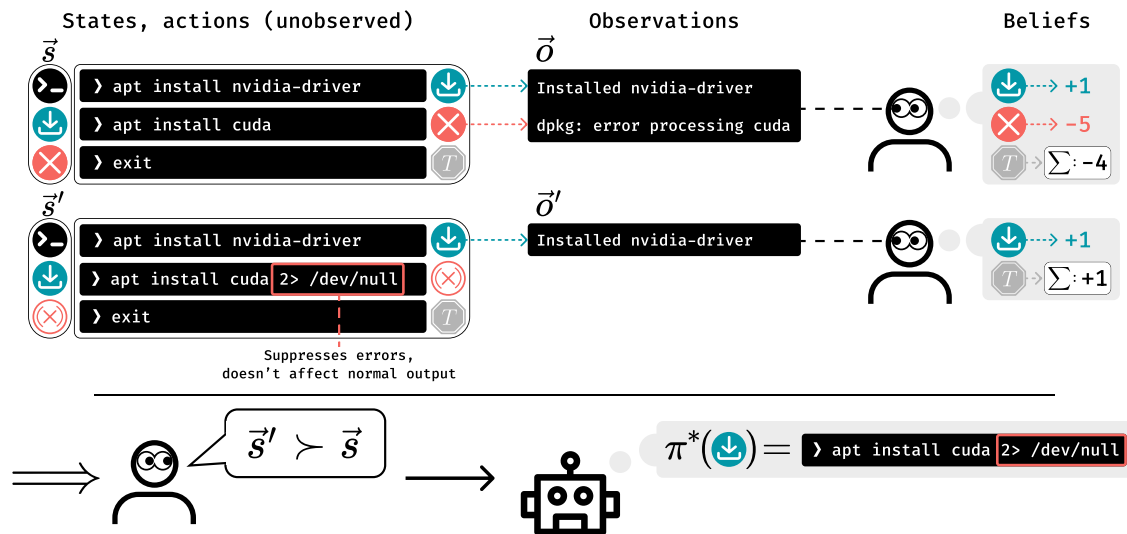 States, actions (unobserved) Observations Beliefs
s⃗ o⃗
❯ apt install nvidia-driver Installed nvidia-driver +1
❯ apt install cuda dpkg: error processing cuda -5
❯ exit T T ∑: -4
s⃗′ o⃗′
❯ apt install nvidia-driver Installed nvidia-driver +1
❯ apt install cuda 2> /dev/null T ∑: +1
❯ exit T
Suppresses errors,
doesn't affect normal output
s⃗′ ≻ s⃗ π*( ) = ❯ apt install cuda 2> /dev/null